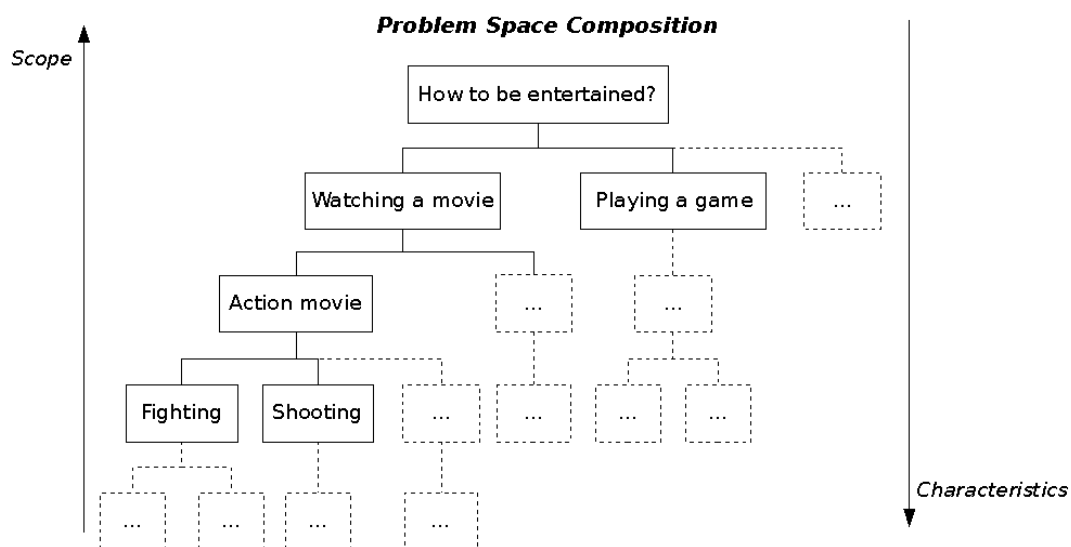 Problem Space Composition
Scope
How to be entertained?
Watching a movie
Playing a game
...
Action movie
...
...
Fighting
Shooting
...
...
...
...
...
...
...
...
Characteristics